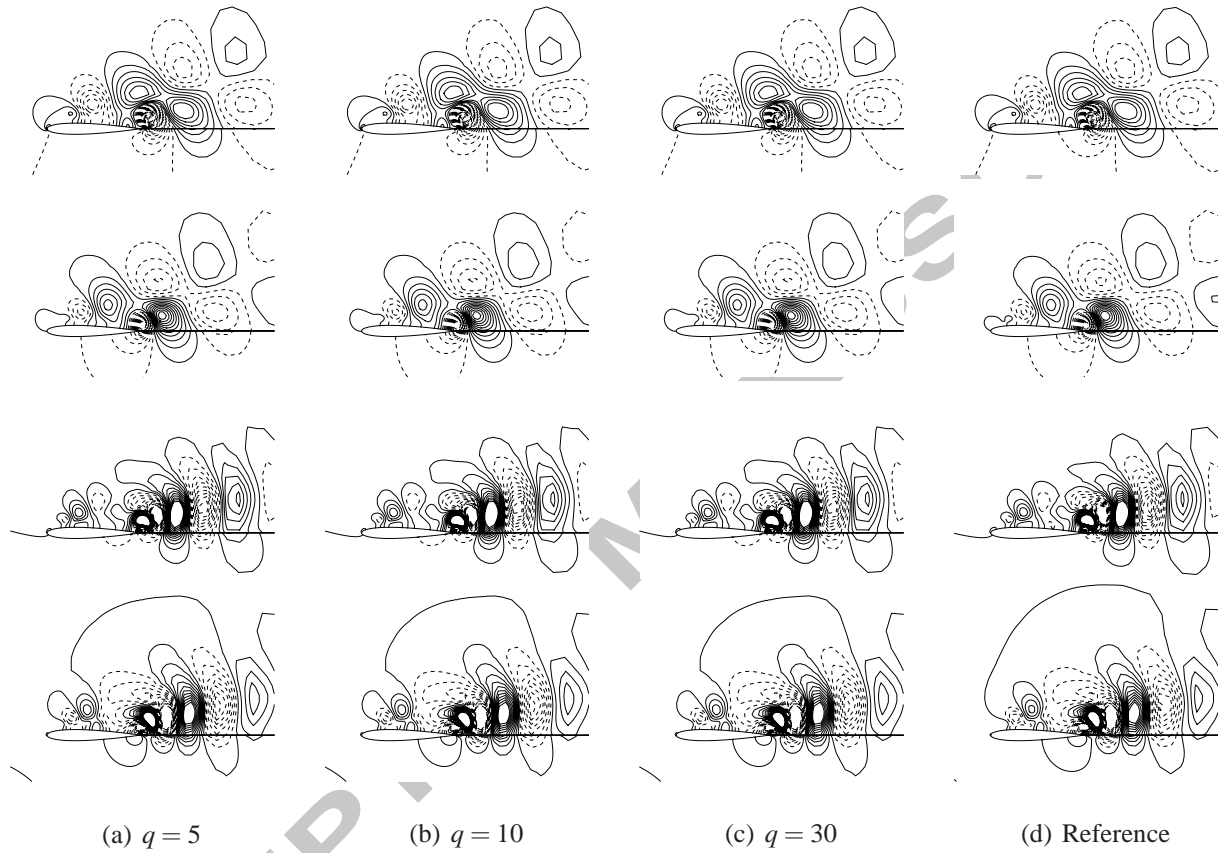 (a) q = 5
(b) q = 10
(c) q = 30
(d) Reference